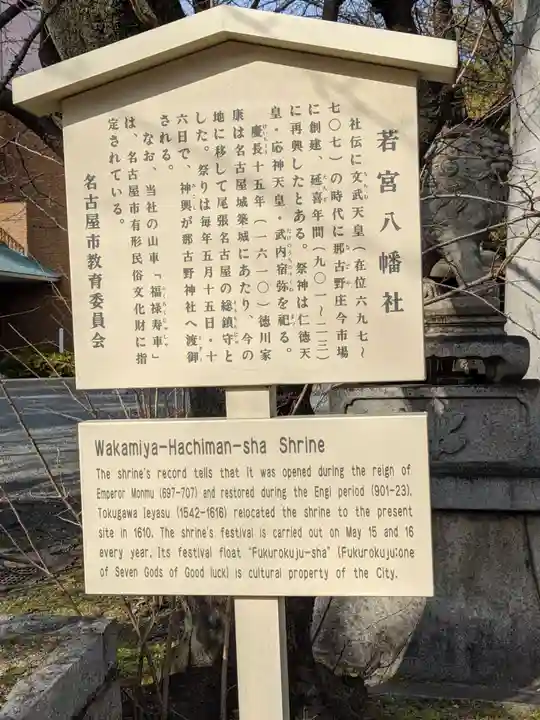 若宮八幡社
社伝に文武天皇（在位六九七～
七〇七）の時代に那古野庄今市場
に創建、延喜年間（九〇一～二三）
に再興したとある。祭神は仁徳天
皇・応神天皇・武内宿弥を祀る。
慶長十五年（一六一〇）徳川家
康は名古屋城築城にあたり、今の
地に移して尾張名古屋の総鎮守と
した。祭りは毎年五月十五日・十
六日で、神輿が那古野神社へ渡御
される。
なお、当社の山車「福禄寿車」
は、名古屋市有形民俗文化財に指
定されている。
名古屋市教育委員会
Wakamiya-Hachiman-sha Shrine
The shrine's record tells that it was opened during the reign of
Emperor Monmu (697-707) and restored during the Engi period (901-23).
Tokugawa Ieyasu (1542-1616) relocated the shrine to the present
site in 1610. The shrine's festival is carried out on May 15 and 16
every year. Its festival float "Fukurokuju-sha" (Fukurokuju:one
of Seven Gods of Good luck) is cultural property of the City.